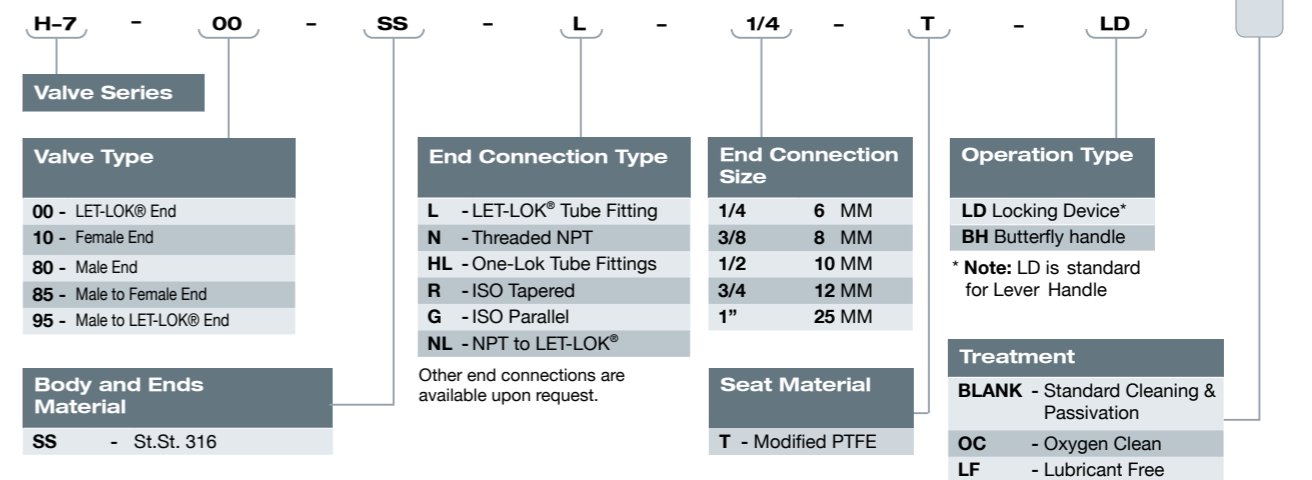 H-7 - 00 - SS - L - 1/4 - T - LD
Valve Series
Valve Type
00 - LET-LOK® End
10 - Female End
80 - Male End
85 - Male to Female End
95 - Male to LET-LOK® End
Body and Ends
Material
SS - St.St. 316
End Connection Type
L - LET-LOK® Tube Fitting
N - Threaded NPT
HL - One-Lok Tube Fittings
R - ISO Tapered
G - ISO Parallel
NL - NPT to LET-LOK®
Other end connections are
available upon request.
End Connection
Size
1/4 6 MM
3/8 8 MM
1/2 10 MM
3/4 12 MM
1” 25 MM
Seat Material
T - Modified PTFE
Operation Type
LD Locking Device*
BH Butterfly handle
* Note: LD is standard
for Lever Handle
Treatment
BLANK - Standard Cleaning &
Passivation
OC - Oxygen Clean
LF - Lubricant Free